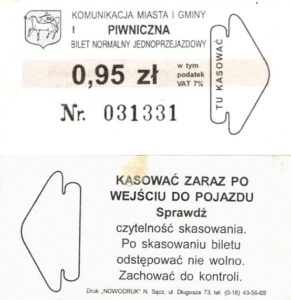 KOMUNIKACJA MIASTA I GMINY
!
PIWNICZNA
BILET NORMALNY JEDNOPRZEJAZDOWY
0,95 zł
w tym
podatek
VAT 7%
TU KASOWAĆ
Nr. 031331
KASOWAĆ ZARAZ PO
WEJŚCIU DO POJAZDU
Sprawdź
czytelność skasowania.
Po skasowaniu biletu
odstępować nie wolno.
Zachować do kontroli.
Druk „NOWODRUK" N. Sącz, ul. Długosza 73, tel. (0-18) 43-56-69